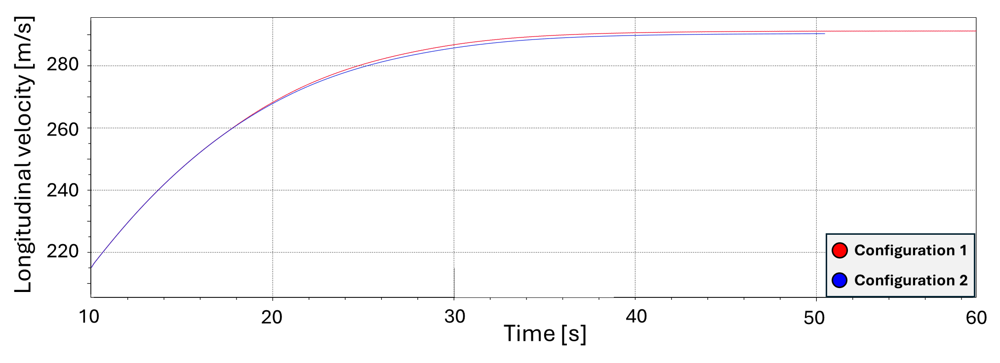 Longitudinal velocity [m/s]
280
260
240
220
10 20 30 40 50 60
Time [s]
Configuration 1
Configuration 2